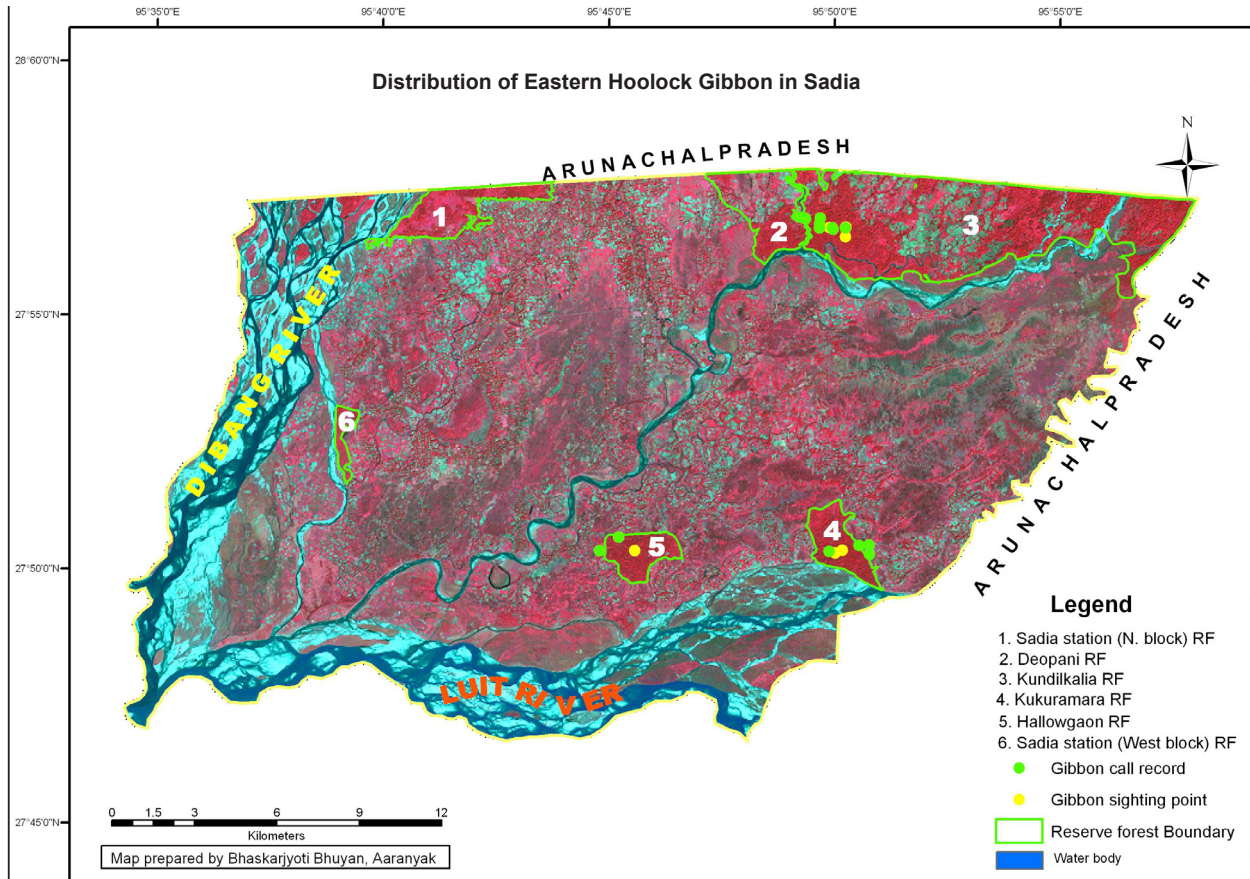 95°35'0"E 95°40'0"E 95°45'0"E 95°50'0"E 95°55'0"E
28°60'0"N
Distribution of Eastern Hoolock Gibbon in Sadia
N
ARUNACHALPRADESH
1
2
3
DIBANG RIVER
27°55'0"N
ARUNACHALPRADESH
6
4
5
27°50'0"N
LUIT RIVER
Legend
1. Sadia station (N. block) RF
2. Deopani RF
3. Kundilkalia RF
4. Kukuramara RF
5. Hallowgaon RF
6. Sadia station (West block) RF
Gibbon call record
Gibbon sighting point
Reserve forest Boundary
Water body
0 1.5 3 6 9 12
Kilometers
27°45'0"N
Map prepared by Bhaskarjyoti Bhuyan, Aaranyak